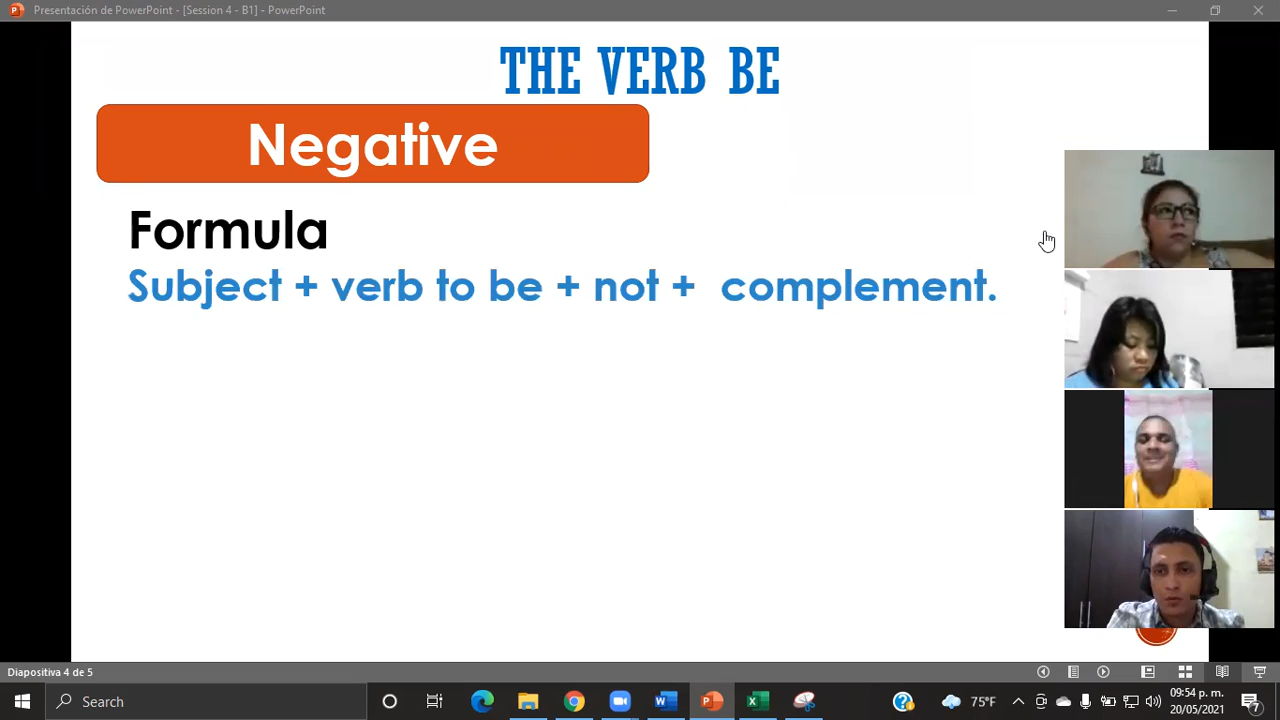 Presentación de PowerPoint - [Session 4 - B1] - PowerPoint
THE VERB BE
Negative
Formula
Subject + verb to be + not + complement.
Diapositiva 4 de 5
Search
75°F
09:54 p. m.
20/05/2021
7